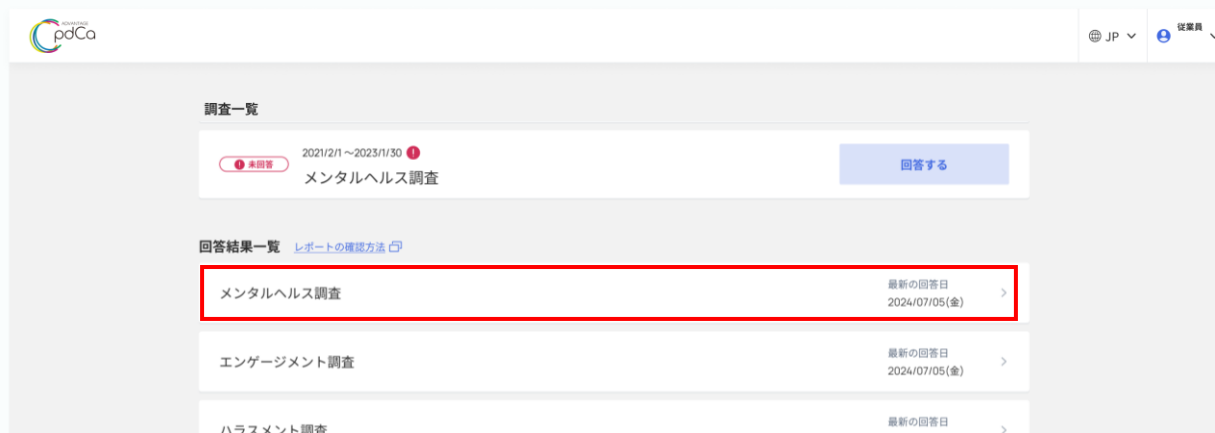 ADVANTAGE
pdCa
JP
従業員
調査一覧
未回答
2021/2/1～2023/1/30
メンタルヘルス調査
回答する
回答結果一覧 レポートの確認方法
メンタルヘルス調査
最新の回答日
2024/07/05(金)
エンゲージメント調査
最新の回答日
2024/07/05(金)
ハラスメント調査
最新の回答日